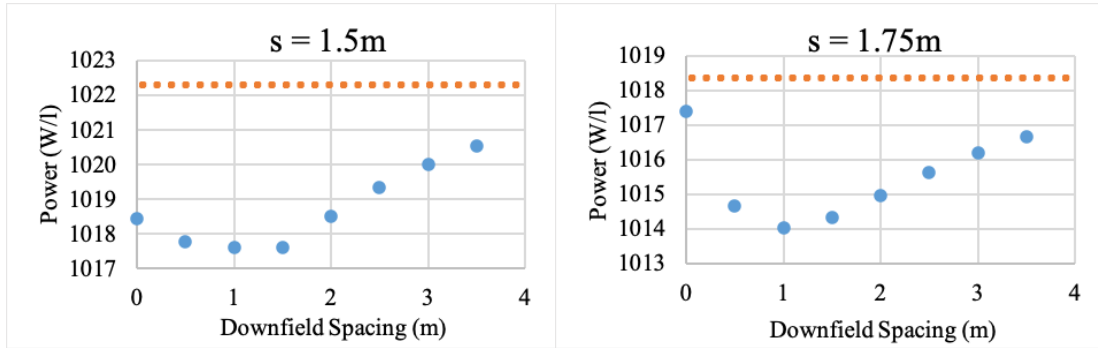 s = 1.5m
1023
1022
1021
1020
1019
1018
1017
Power (W/l)
0 1 2 3 4
Downfield Spacing (m)
s = 1.75m
1019
1018
1017
1016
1015
1014
1013
Power (W/l)
0 1 2 3 4
Downfield Spacing (m)